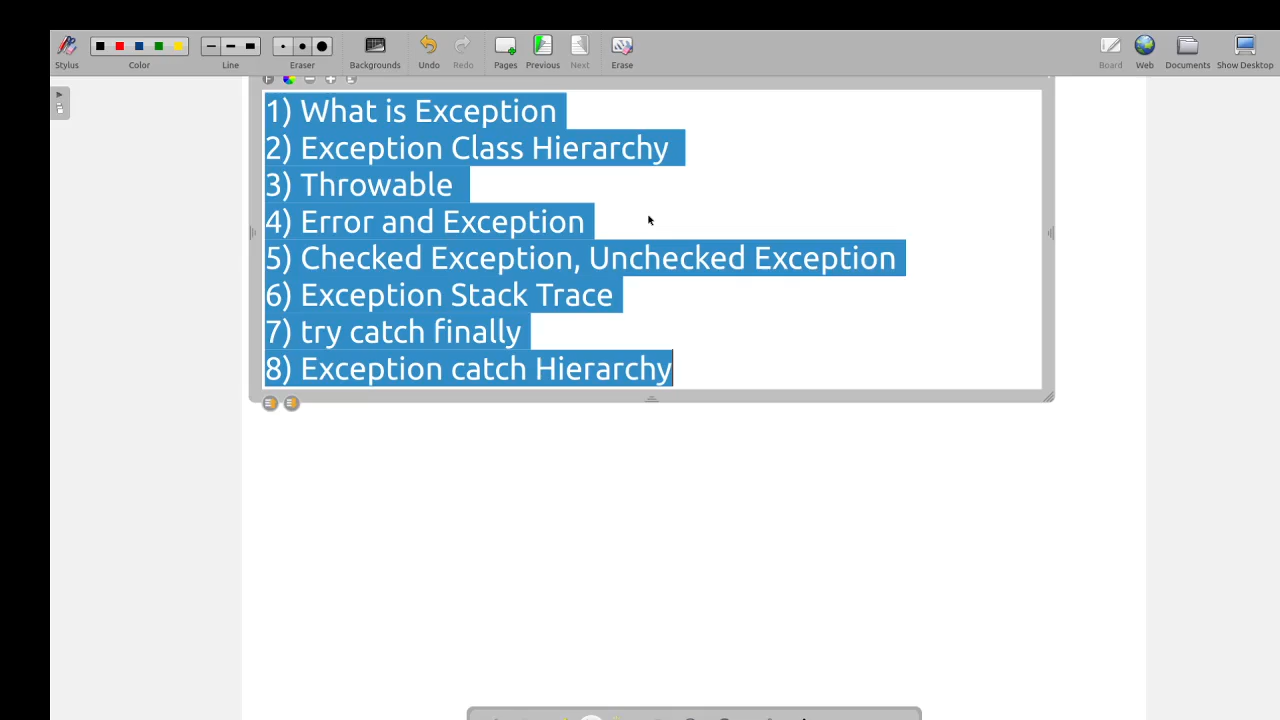 Stylus
Color
Line
Eraser
Backgrounds
Undo
Redo
Pages
Previous
Next
Erase
Board
Web
Documents
Show Desktop
1) What is Exception
2) Exception Class Hierarchy
3) Throwable
4) Error and Exception
5) Checked Exception, Unchecked Exception
6) Exception Stack Trace
7) try catch finally
8) Exception catch Hierarchy